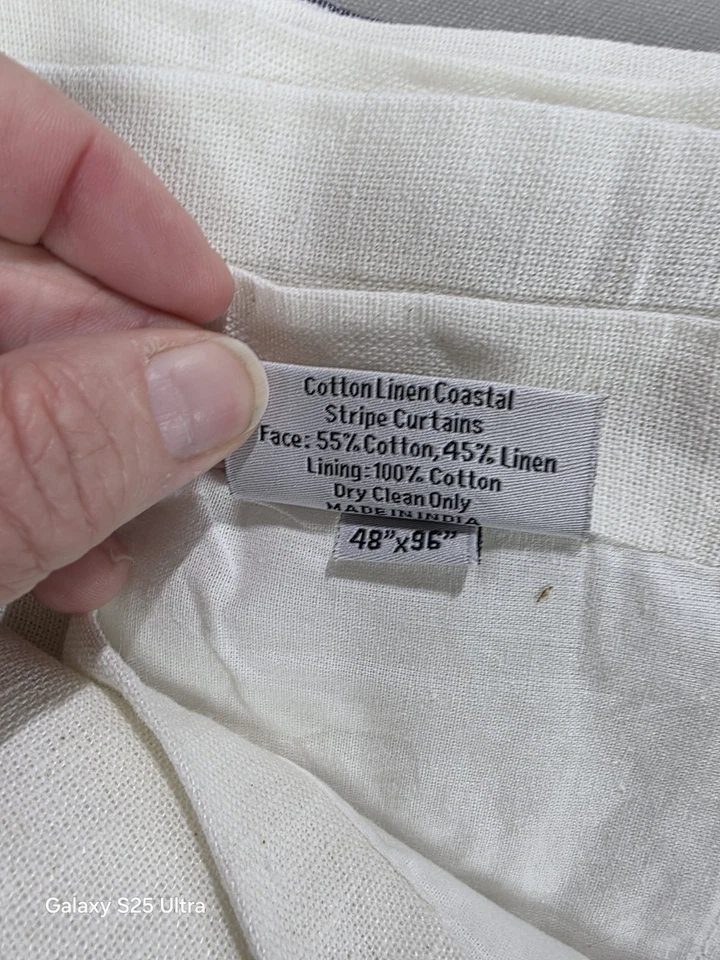 Cotton Linen Coastal
Stripe Curtains
Face: 55% Cotton, 45% Linen
Lining: 100% Cotton
Dry Clean Only
MADE IN INDIA
48”x96”
Galaxy S25 Ultra